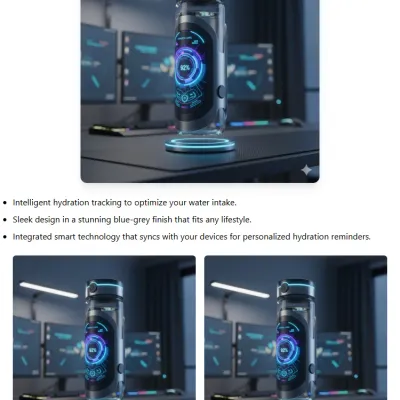 92%
Intelligent hydration tracking to optimize your water intake.
Sleek design in a stunning blue-grey finish that fits any lifestyle.
Integrated smart technology that syncs with your devices for personalized hydration reminders.